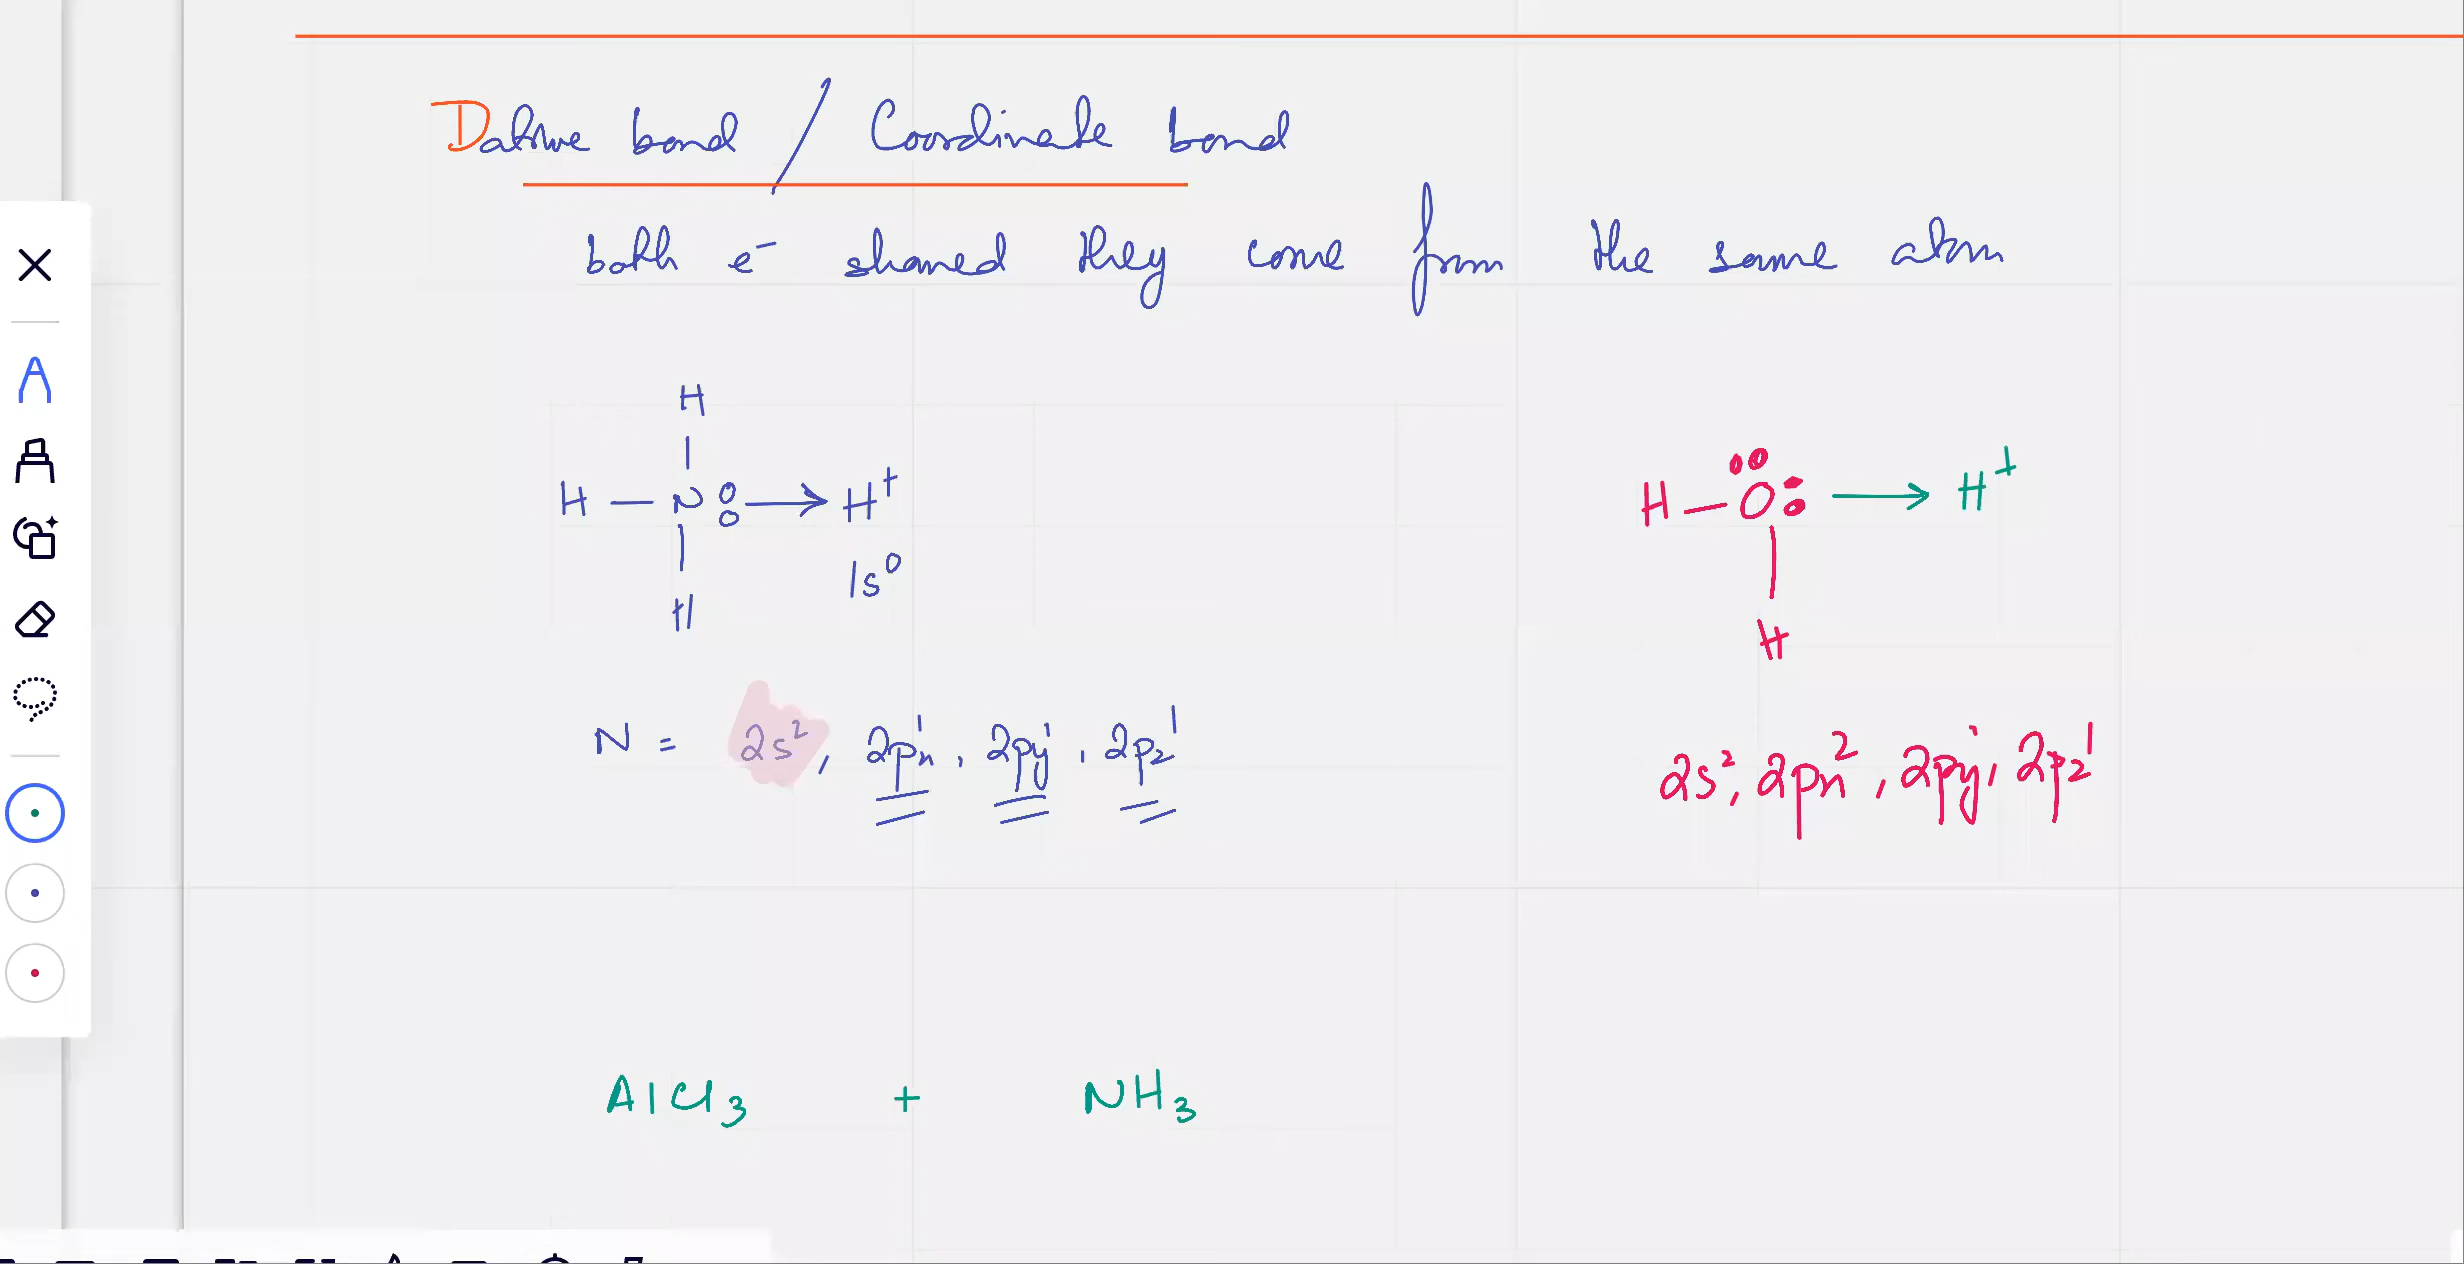 Dative bond / Coordinate bond
both e⁻ shared they come from the same atom
H
H — N → H⁺
1s⁰
H
H — O → H⁺
H
N = 2s², 2px¹, 2py¹, 2pz¹
2s², 2px², 2py¹, 2pz¹
AlCl₃ + NH₃